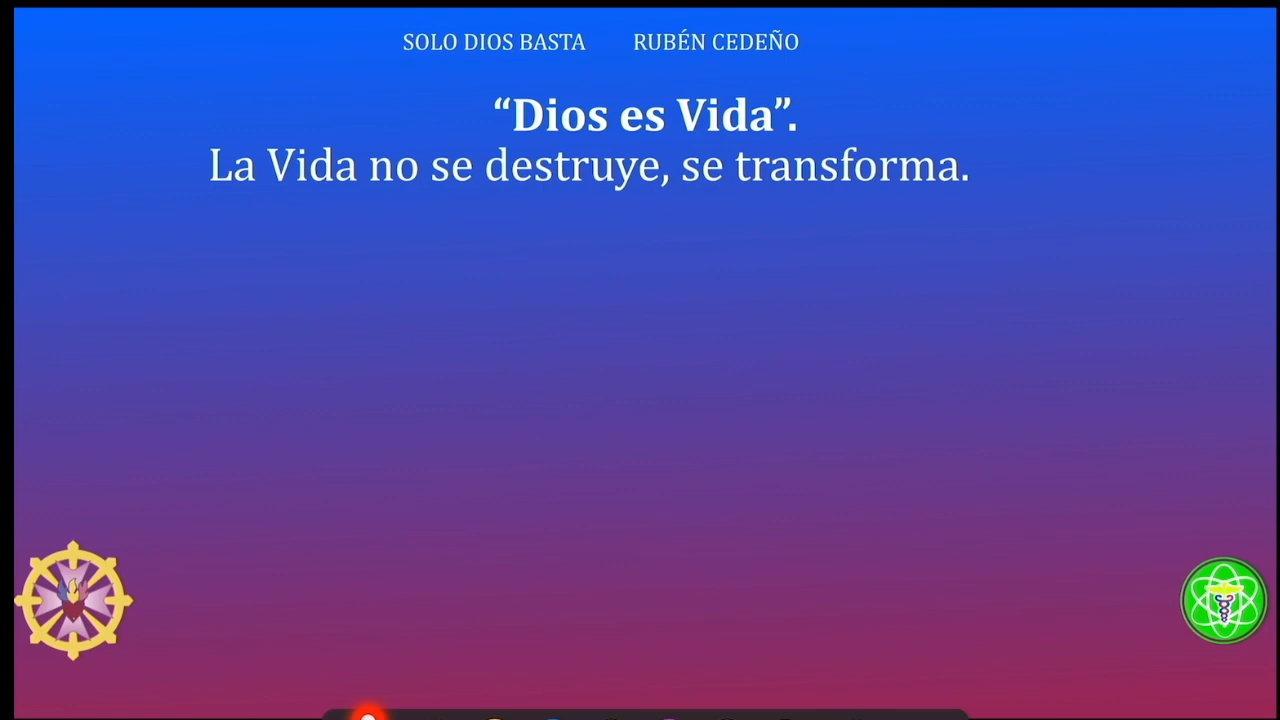 SOLO DIOS BASTA RUBÉN CEDEÑO
“Dios es Vida”.
La Vida no se destruye, se transforma.